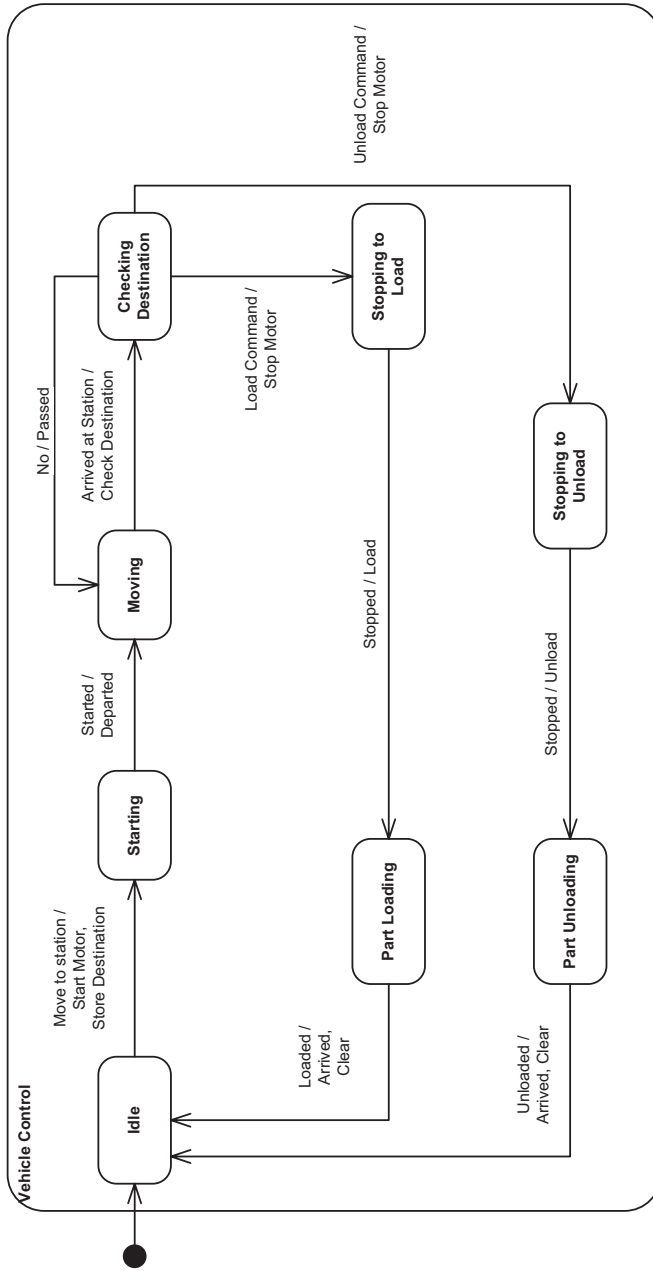 Vehicle Control
Idle
Move to station /
Start Motor,
Store Destination
Starting
Started /
Departed
Moving
No / Passed
Arrived at Station /
Check Destination
Checking
Destination
Load Command /
Stop Motor
Unload Command /
Stop Motor
Loaded /
Arrived,
Clear
Part Loading
Stopped / Load
Stopping to
Load
Unloaded /
Arrived, Clear
Part Unloading
Stopped / Unload
Stopping to
Unload